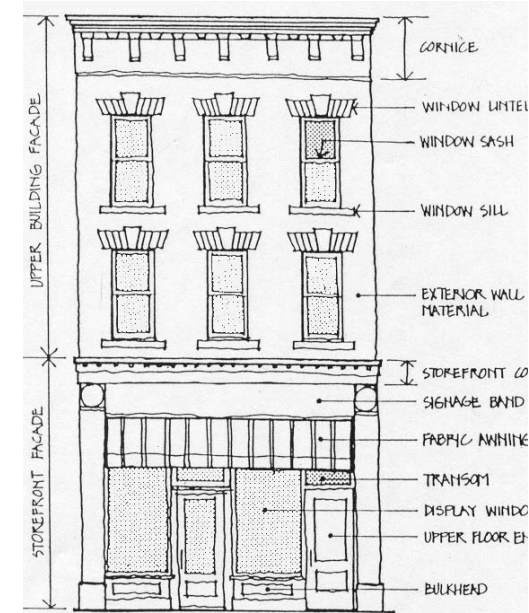 CORNICE
WINDOW LINTEL
WINDOW SASH
WINDOW SILL
EXTERIOR WALL
MATERIAL
STOREFRONT CO
SIGNAGE BAND
FABRIC AWNING
TRANSOM
DISPLAY WINDO
UPPER FLOOR EN
BULKHEAD
UPPER BUILDING FACADE
STOREFRONT FACADE